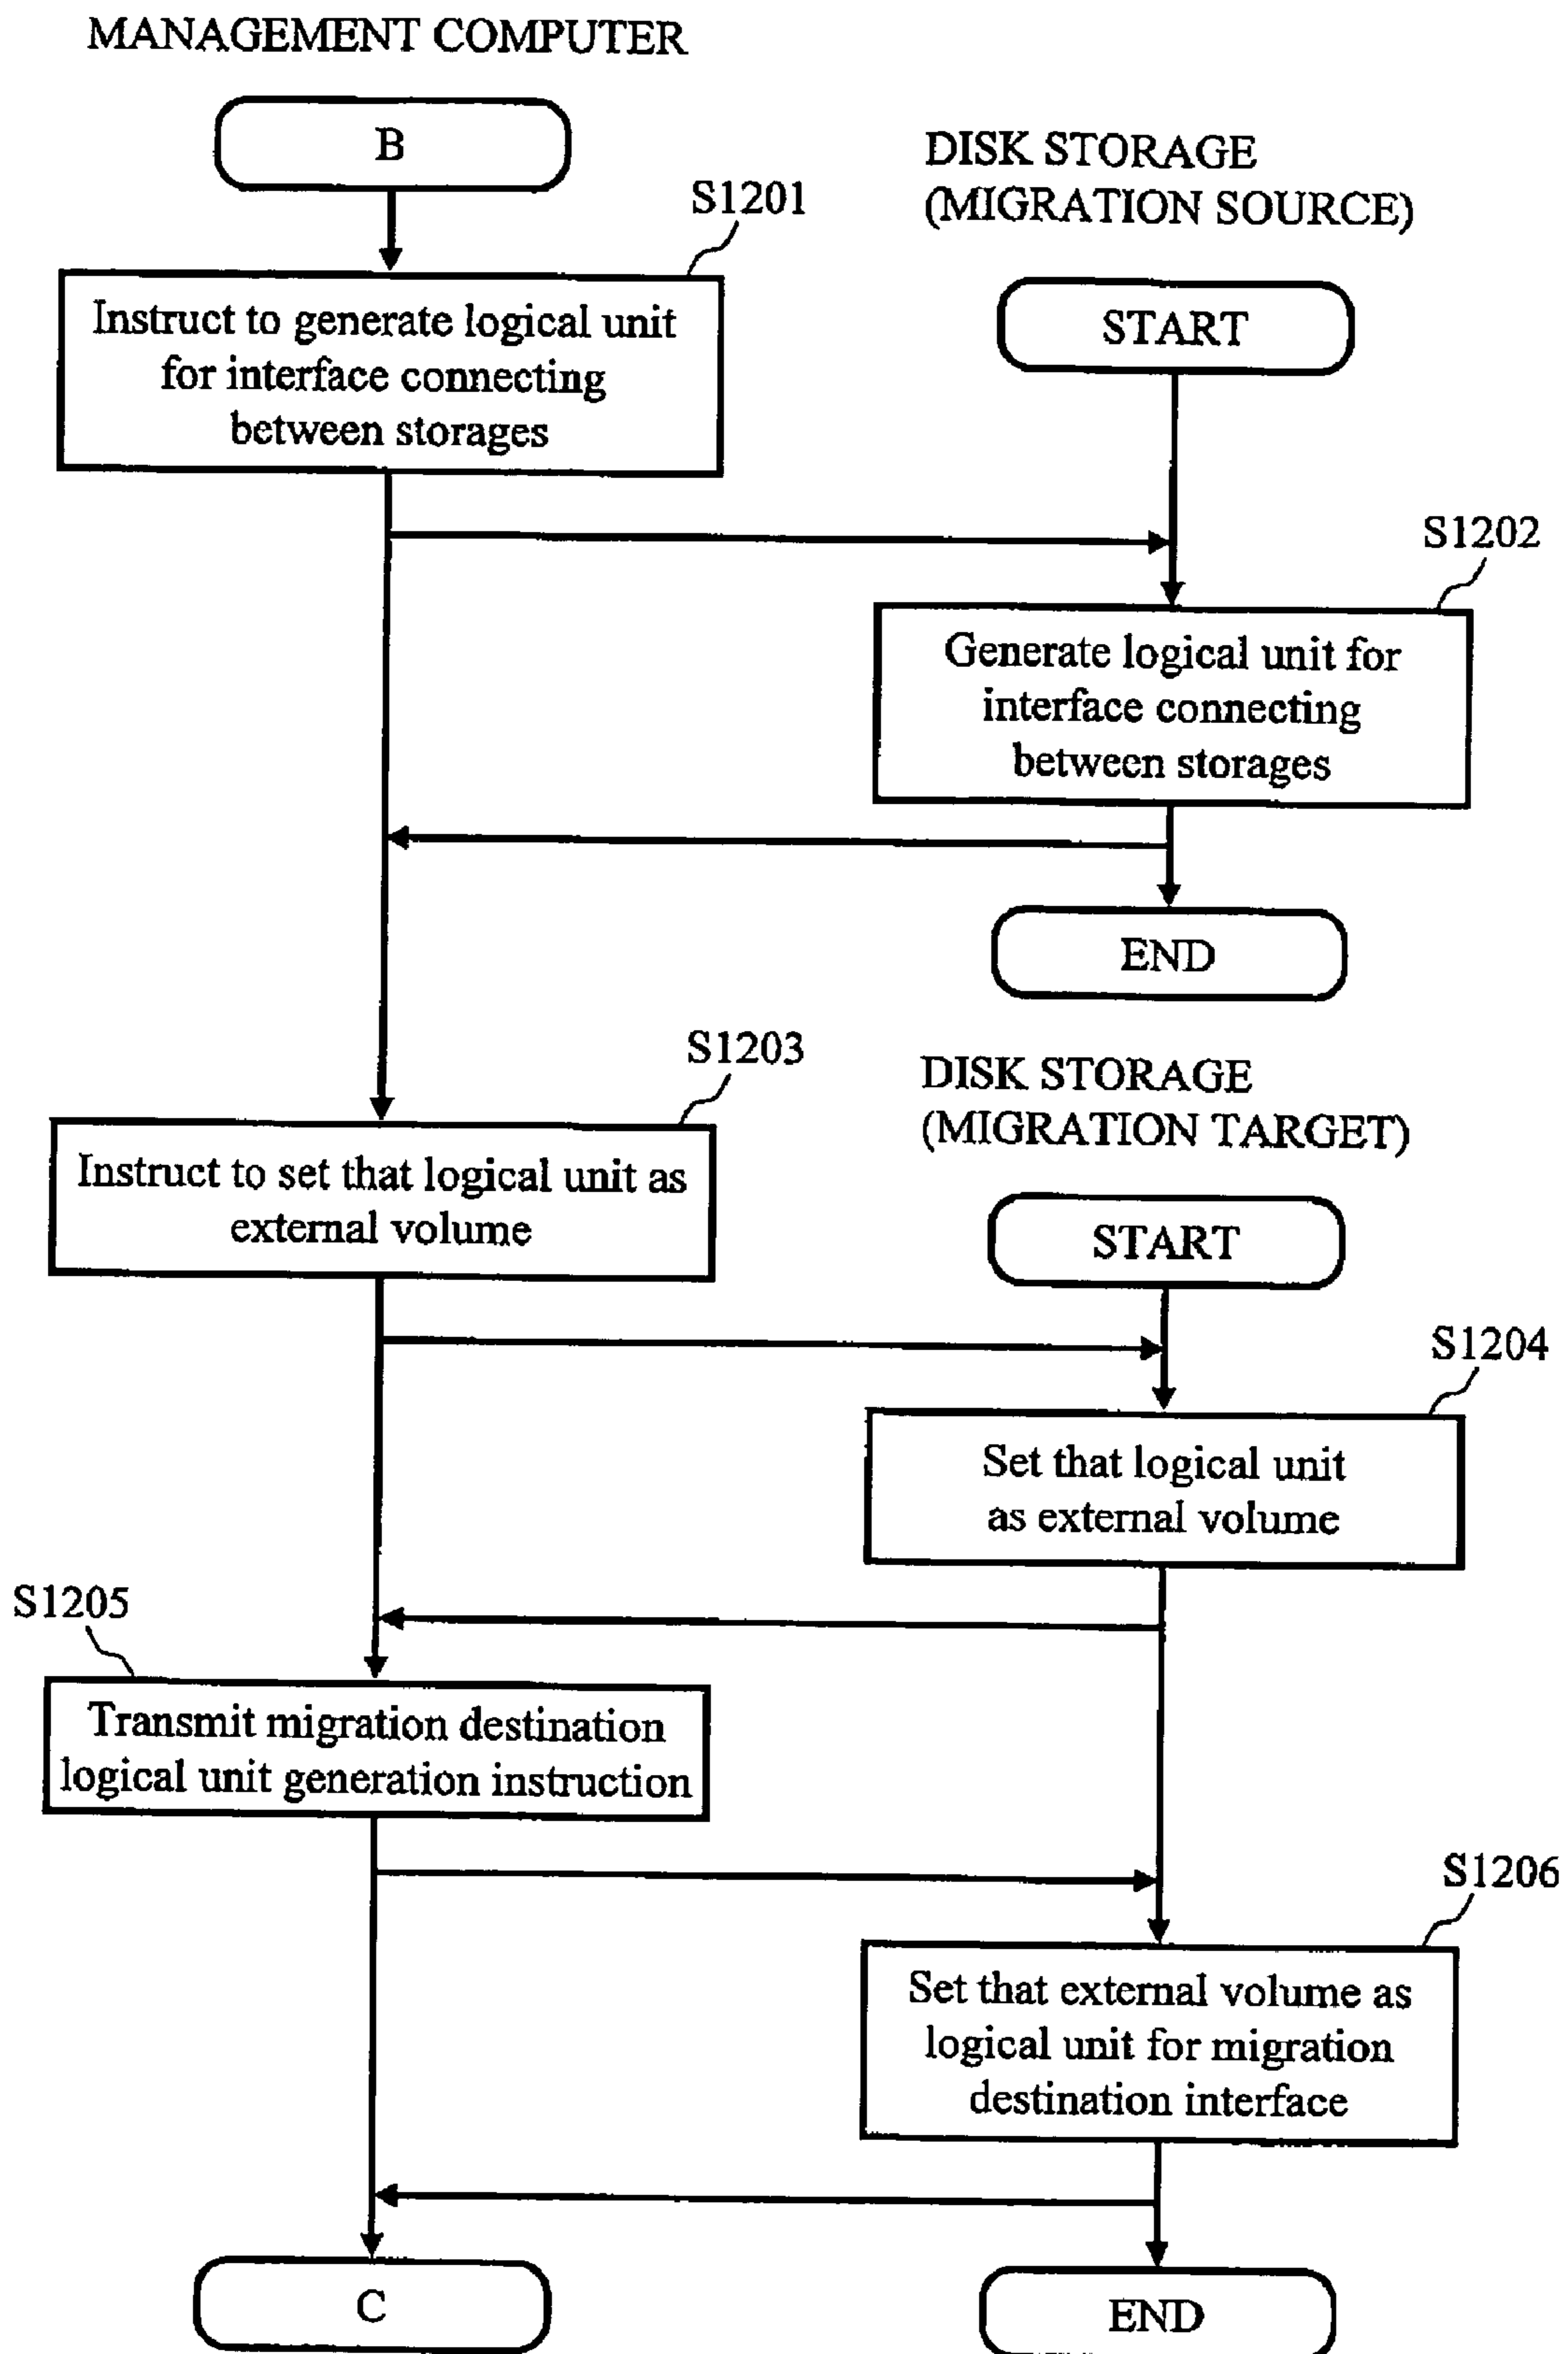 MANAGEMENT COMPUTER
B
DISK STORAGE
(MIGRATION SOURCE)
S1201
Instruct to generate logical unit
for interface connecting
between storages
START
S1202
Generate logical unit for
interface connecting
between storages
END
S1203
DISK STORAGE
(MIGRATION TARGET)
Instruct to set that logical unit as
external volume
START
S1204
Set that logical unit
as external volume
S1205
Transmit migration destination
logical unit generation instruction
S1206
Set that external volume as
logical unit for migration
destination interface
C
END